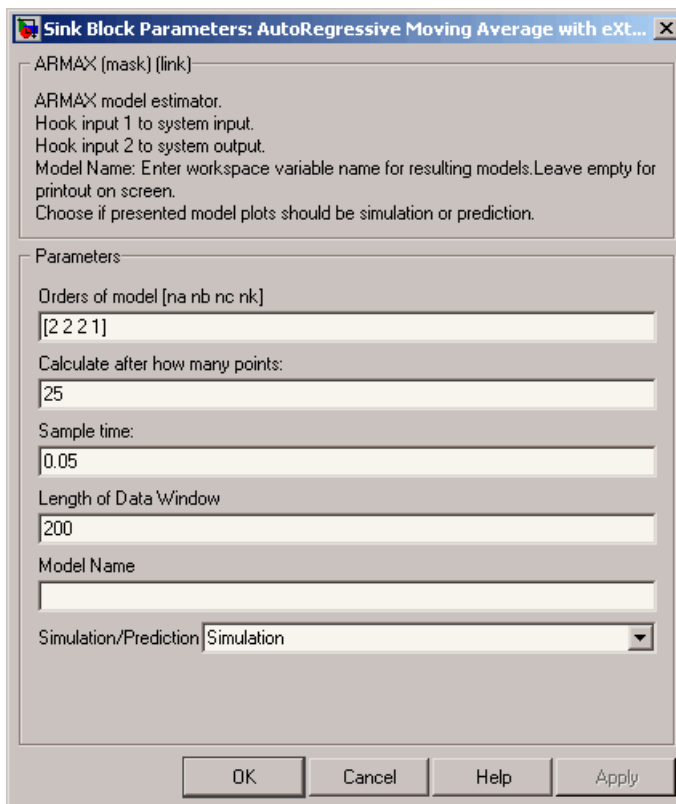 Sink Block Parameters: AutoRegressive Moving Average with eXt...
ARMAX (mask) (link)
ARMAX model estimator.
Hook input 1 to system input.
Hook input 2 to system output.
Model Name: Enter workspace variable name for resulting models.Leave empty for
printout on screen.
Choose if presented model plots should be simulation or prediction.
Parameters
Orders of model [na nb nc nk]
[2 2 2 1]
Calculate after how many points:
25
Sample time:
0.05
Length of Data Window
200
Model Name
Simulation/Prediction Simulation
OK Cancel Help Apply